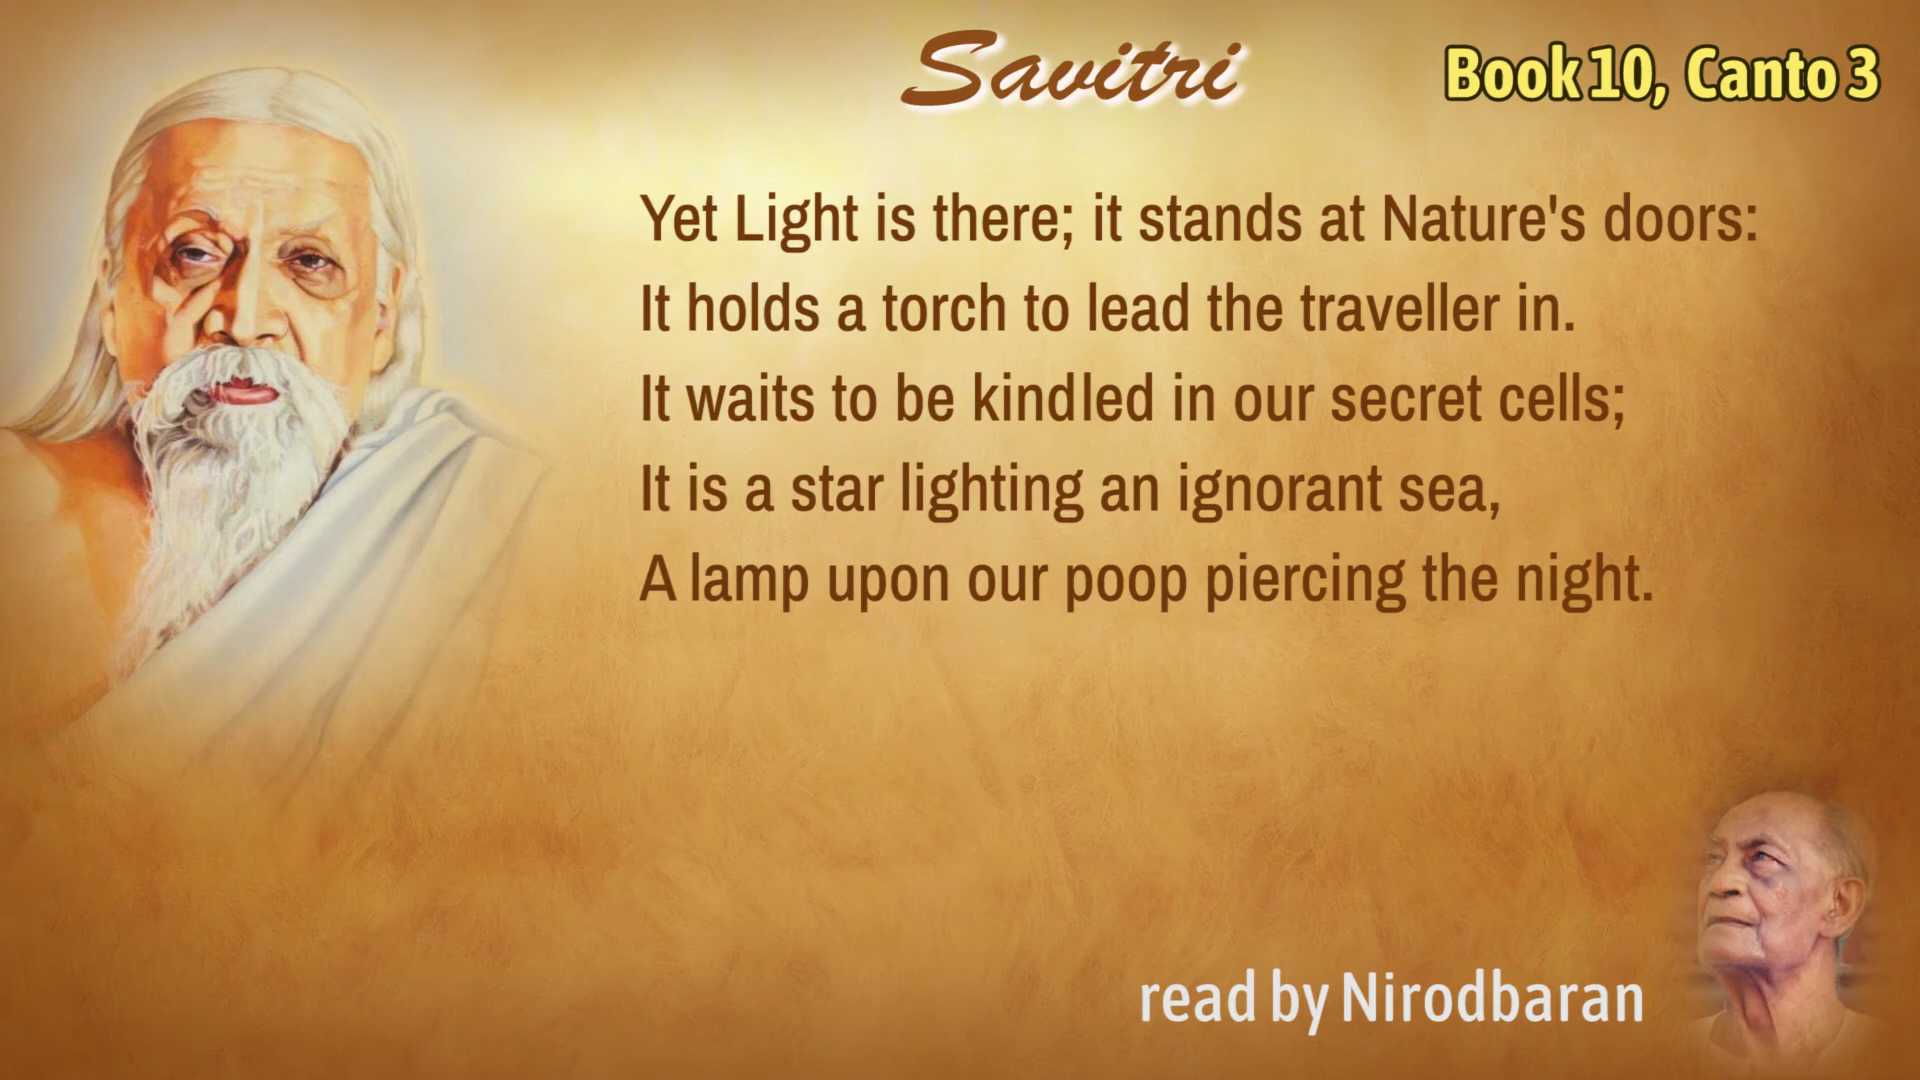 Savitri
Book 10, Canto 3
Yet Light is there; it stands at Nature's doors:
It holds a torch to lead the traveller in.
It waits to be kindled in our secret cells;
It is a star lighting an ignorant sea,
A lamp upon our poop piercing the night.
read by Nirodbaran